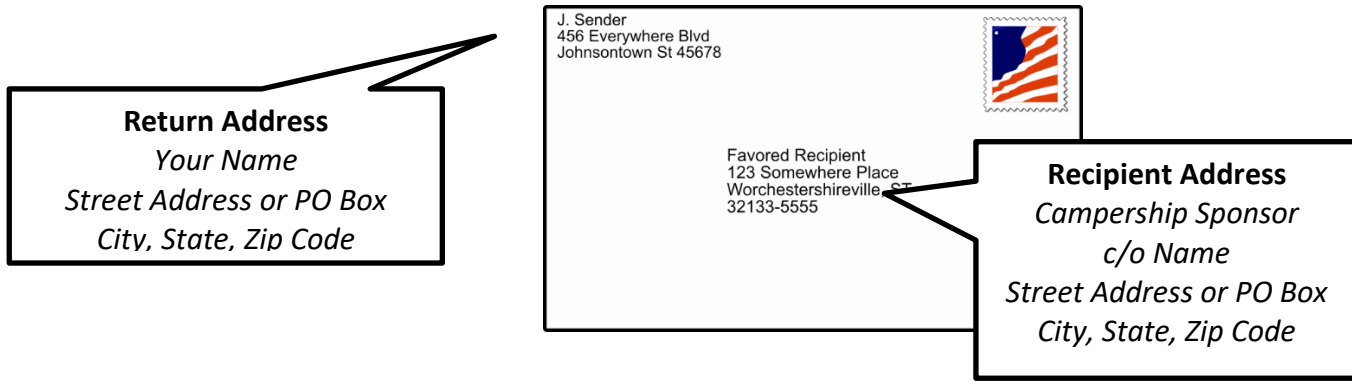 J. Sender
456 Everywhere Blvd
Johnsontown St 45678
Return Address
Your Name
Street Address or PO Box
City, State, Zip Code
Favored Recipient
123 Somewhere Place
Worchestershireville, ST
32133-5555
Recipient Address
Campership Sponsor
c/o Name
Street Address or PO Box
City, State, Zip Code